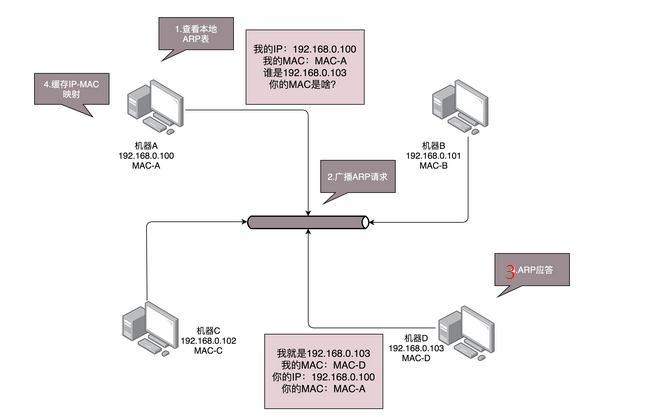 1.查看本地
ARP表
我的IP：192.168.0.100
我的MAC：MAC-A
谁是192.168.0.103
你的MAC是啥？
4.缓存IP-MAC
映射
机器A
192.168.0.100
MAC-A
机器B
192.168.0.101
MAC-B
2.广播ARP请求
3.ARP应答
机器C
192.168.0.102
MAC-C
机器D
192.168.0.103
MAC-D
我就是192.168.0.103
我的MAC：MAC-D
你的IP：192.168.0.100
你的MAC：MAC-A